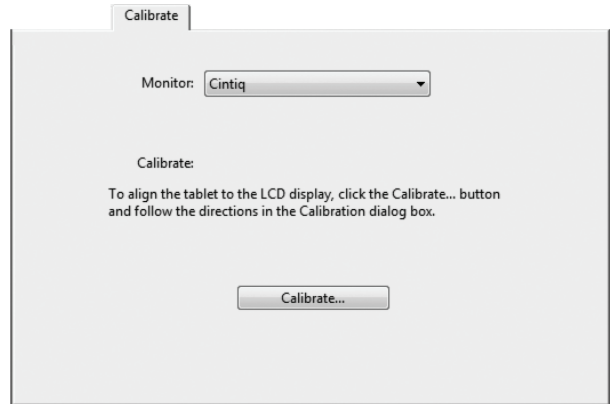 Calibrate
Monitor: Cintiq
Calibrate:
To align the tablet to the LCD display, click the Calibrate... button
and follow the directions in the Calibration dialog box.
Calibrate...